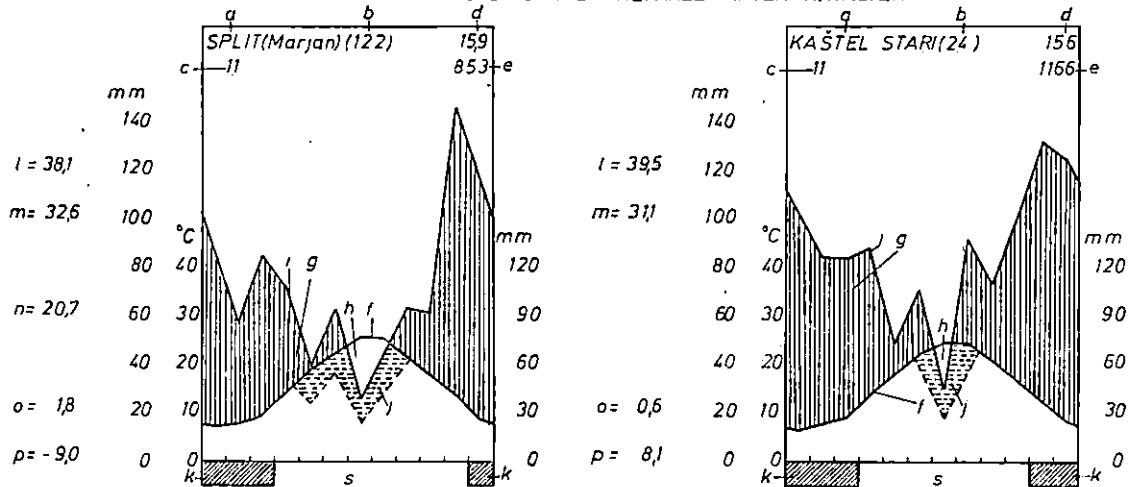 a b d
SPLIT(Marjan)(122) 15,9
c 11 853 e
mm
140
l = 38,1 120
m= 32,6 100
°C mm
80 40 120
n= 20,7 60 30 90
40 20 60
o = 1,8 20 10 30
p = - 9,0 0 0 0
i g h f j
k s k
a b d
KAŠTEL STARI(24) 15,6
c 11 1166 e
mm
140
l = 39,5 120
m= 31,1 100
°C mm
80 40 120
60 30 90
40 20 60
o = 0,6 20 10 30
p = 8,1 0 0 0
i g h f j
k s k